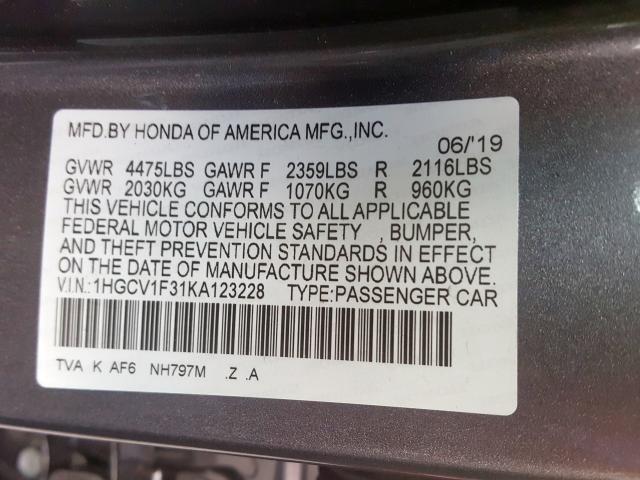 MFD.BY HONDA OF AMERICA MFG.,INC.
06/'19
GVWR 4475LBS GAWR F 2359LBS R 2116LBS
GVWR 2030KG GAWR F 1070KG R 960KG
THIS VEHICLE CONFORMS TO ALL APPLICABLE
FEDERAL MOTOR VEHICLE SAFETY , BUMPER,
AND THEFT PREVENTION STANDARDS IN EFFECT
ON THE DATE OF MANUFACTURE SHOWN ABOVE.
V.I.N.:1HGCV1F31KA123228 TYPE:PASSENGER CAR
TVA K AF6 NH797M .Z .A